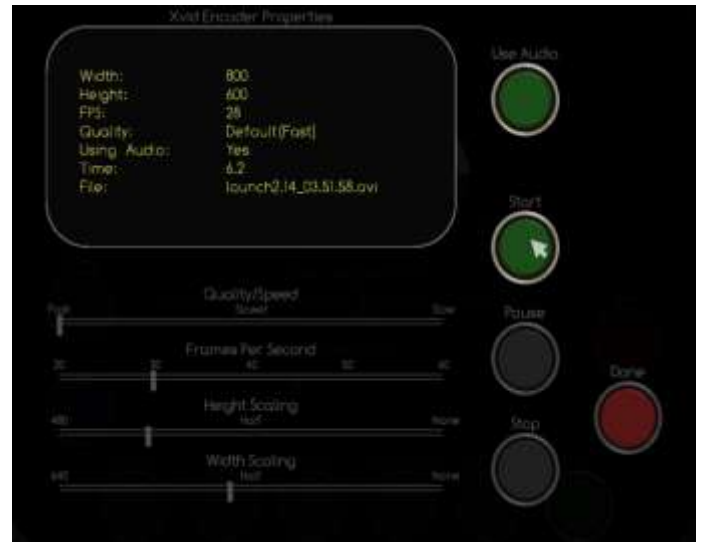 Xvid Encoder Properties
Use Audio
Width: 800
Height: 600
FPS: 28
Quality: Default(Fast)
Using Audio: Yes
Time: 6.2
File: launch2.14_03.51.58.avi
Start
Quality/Speed
Fast Slow
Pause
Frames Per Second
20 30 40 50 60
Done
Height Scaling
480 Half None
Stop
Width Scaling
640 Half None